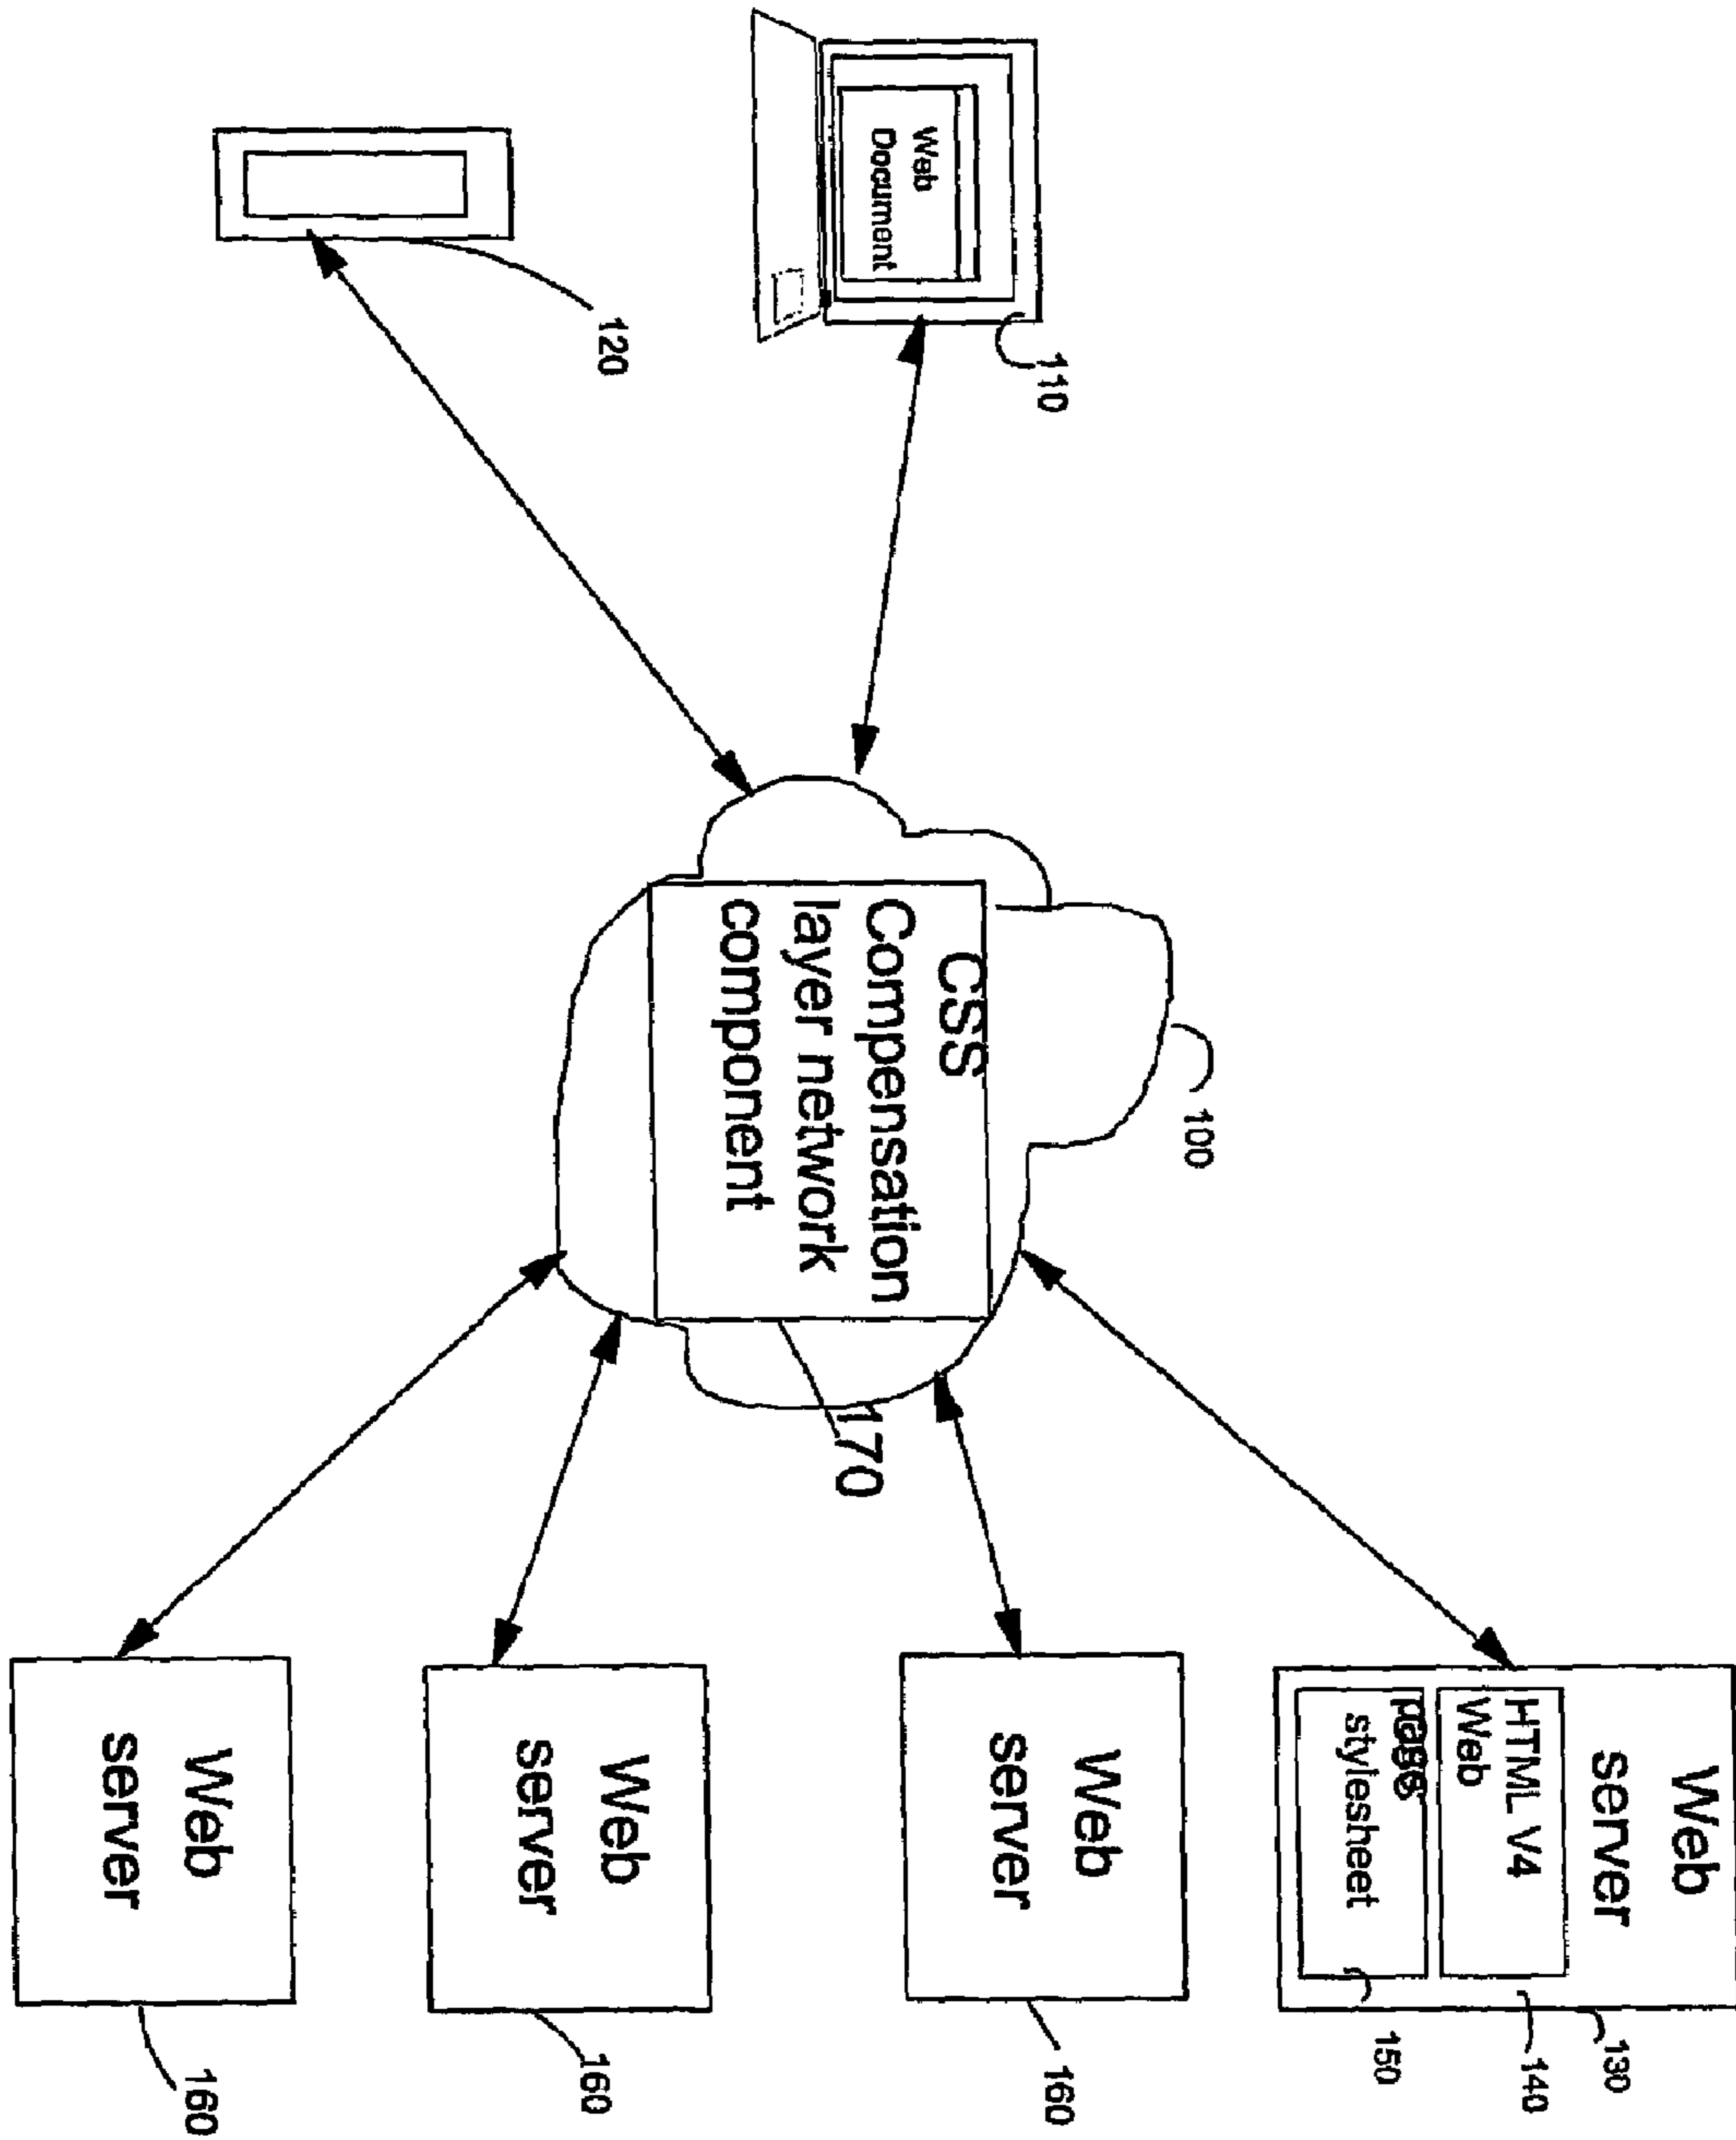 Web
server
HTML V4
Web
page
stylesheet
130
140
150
100
110
Web
Document
CSS
Compensation
layer network
component
170
Web
server
160
120
Web
server
160
Web
server
160